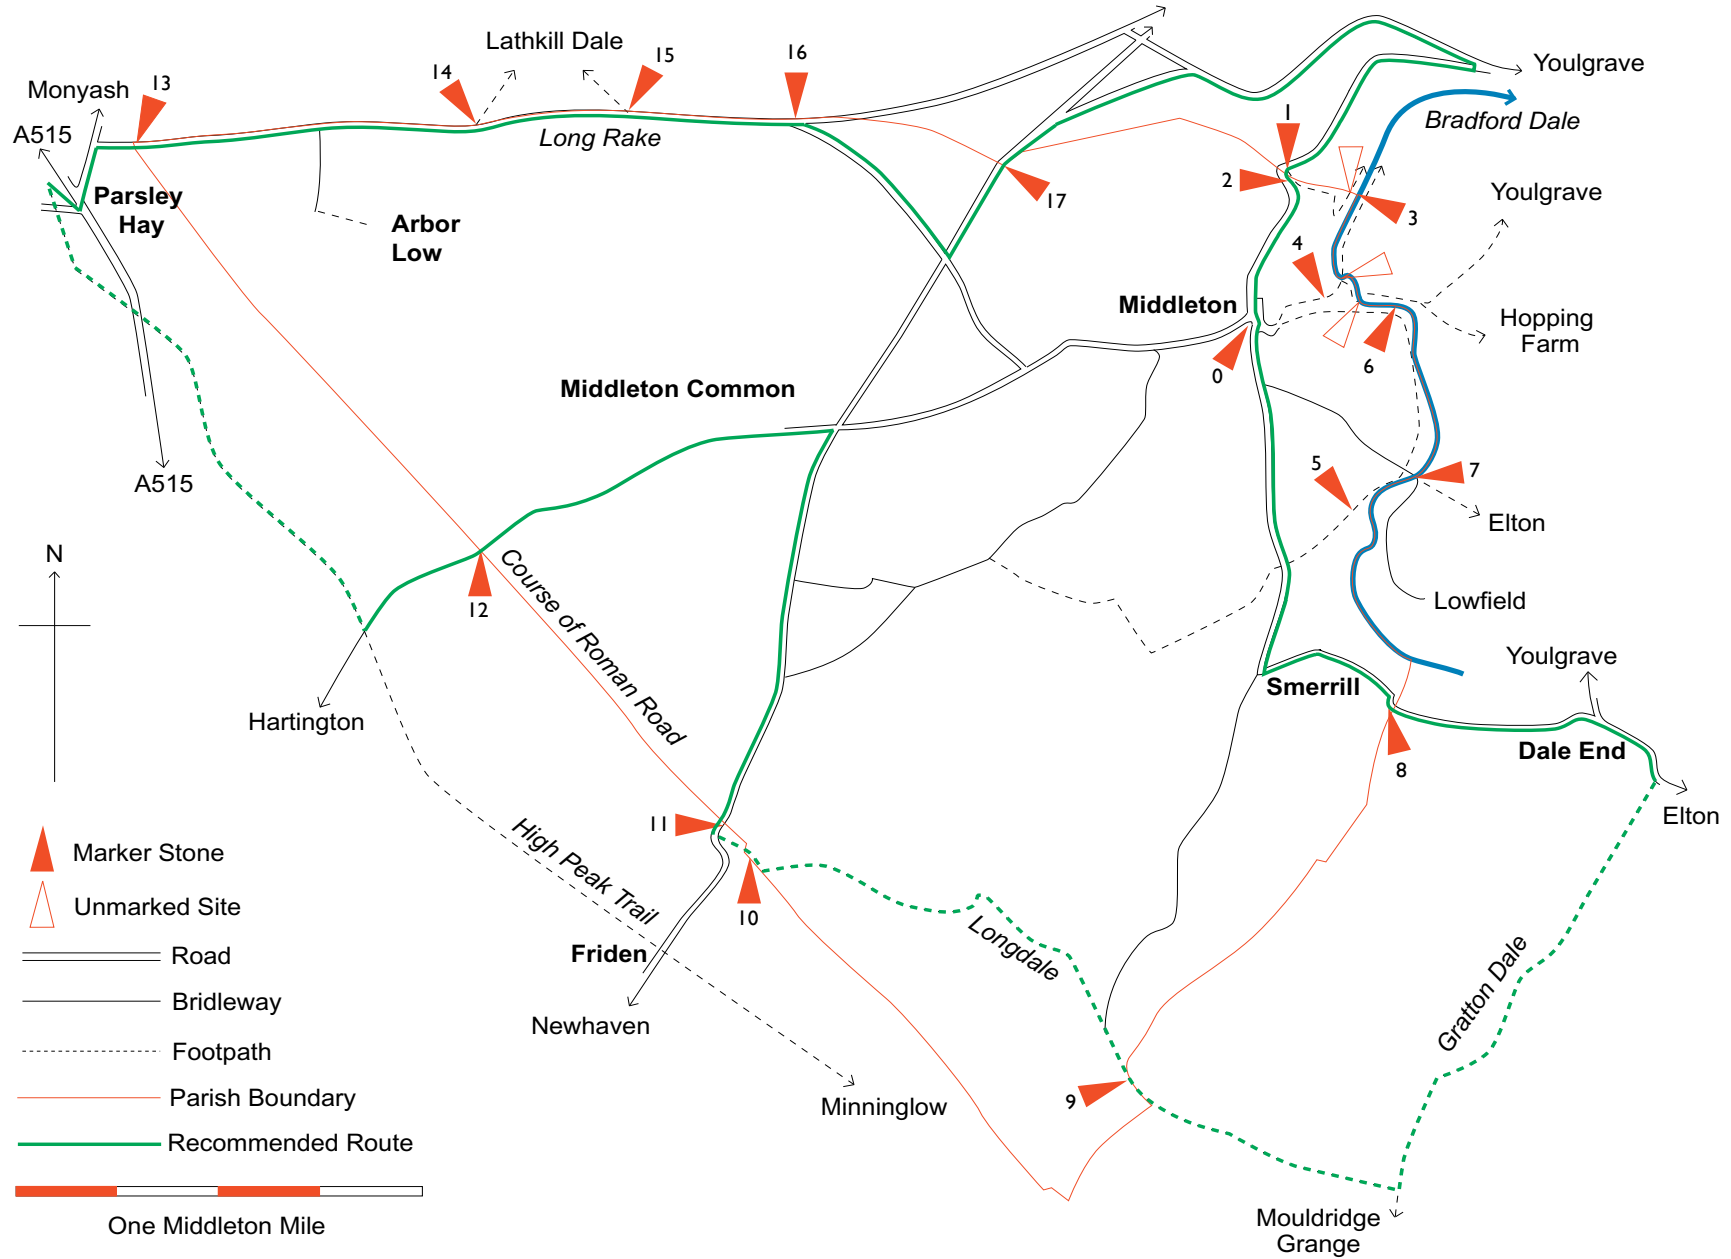 Lathkill Dale
13
14
15
16
Monyash
Youlgrave
A515
Long Rake
Bradford Dale
1
2
17
3
Youlgrave
Parsley
Hay
Arbor
Low
4
Middleton
Hopping
Farm
0
6
Middleton Common
A515
5
7
Elton
N
12
Course of Roman Road
Lowfield
Hartington
Youlgrave
Smerrill
Dale End
8
Elton
11
High Peak Trail
10
Longdale
Friden
Gratton Dale
Newhaven
9
Minninglow
Mouldridge
Grange
Marker Stone
Unmarked Site
Road
Bridleway
Footpath
Parish Boundary
Recommended Route
One Middleton Mile